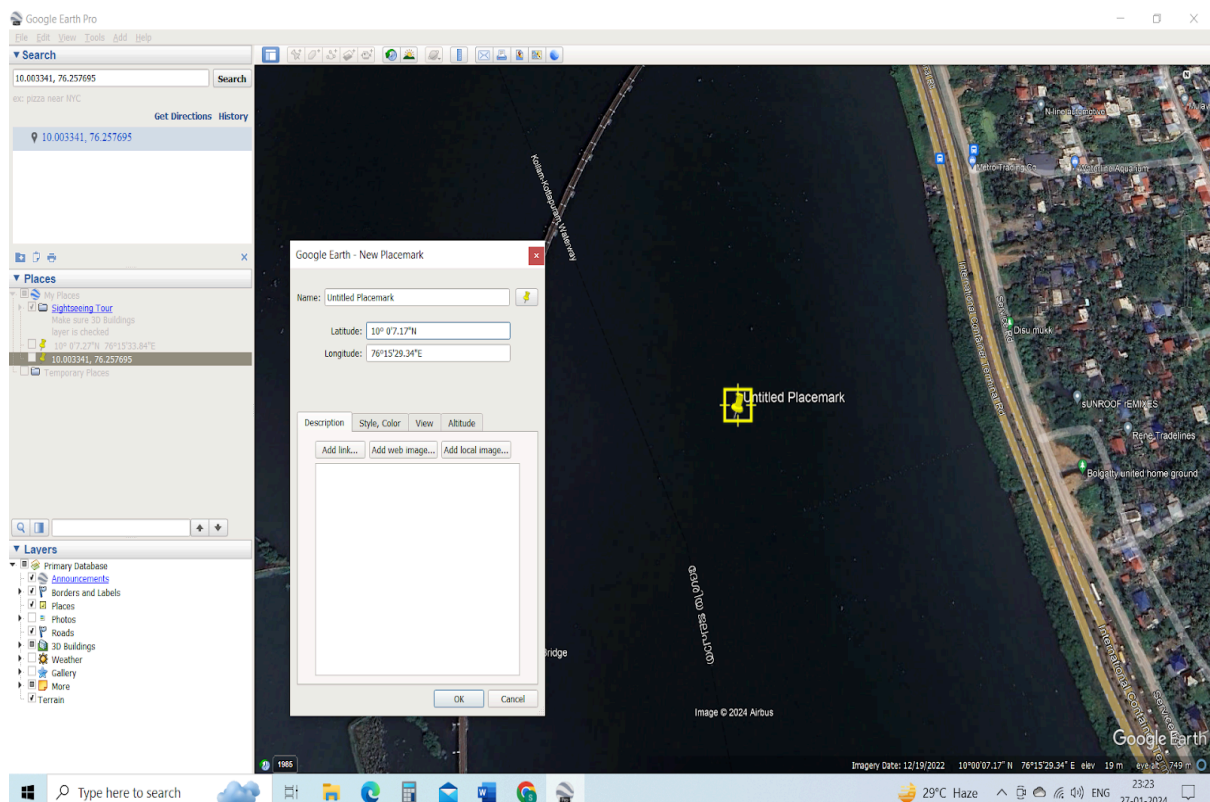 Google Earth Pro
File Edit View Tools Add Help
Search
10.003341, 76.257695
Search
ex: pizza near NYC
Get Directions History
10.003341, 76.257695
Places
My Places
Sightseeing Tour
Make sure 3D Buildings
layer is checked
10° 0'7.27"N 76°15'33.84"E
10.003341, 76.257695
Temporary Places
Layers
Primary Database
Announcements
Borders and Labels
Places
Photos
Roads
3D Buildings
Weather
Gallery
More
Terrain
Google Earth - New Placemark
Name: Untitled Placemark
Latitude: 10° 0'7.17"N
Longitude: 76°15'29.34"E
Description Style, Color View Altitude
Add link... Add web image... Add local image...
OK Cancel
Kollam-Kottapuram Waterway
N
N-line automotive
Metro Trading Co
Waterline Aquarium
International Container Terminal Rd
Service Rd
Disu mukk
Untitled Placemark
sUNROOF rEMIXES
Rene Tradelines
Bolgatty united home ground
ദേശീയ ജലപാത
ridge
International Contain
Service
Image © 2024 Airbus
Google Earth
1985
Imagery Date: 12/19/2022 10°00'07.17" N 76°15'29.34" E elev 19 m eye alt 749 m
Type here to search
29°C Haze
ENG
23:23
27-01-2024